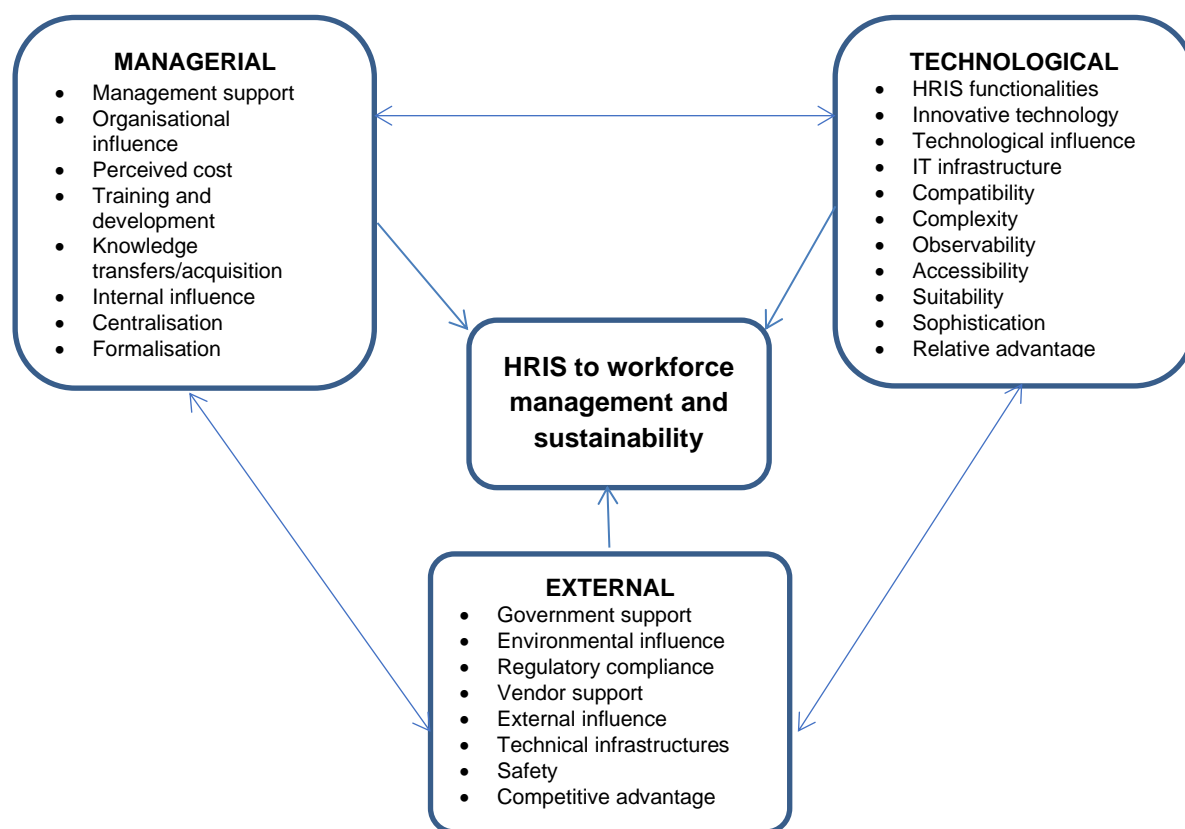 MANAGERIAL
• Management support
• Organisational
influence
• Perceived cost
• Training and
development
• Knowledge
transfers/acquisition
• Internal influence
• Centralisation
• Formalisation
TECHNOLOGICAL
• HRIS functionalities
• Innovative technology
• Technological influence
• IT infrastructure
• Compatibility
• Complexity
• Observability
• Accessibility
• Suitability
• Sophistication
• Relative advantage
HRIS to workforce
management and
sustainability
EXTERNAL
• Government support
• Environmental influence
• Regulatory compliance
• Vendor support
• External influence
• Technical infrastructures
• Safety
• Competitive advantage